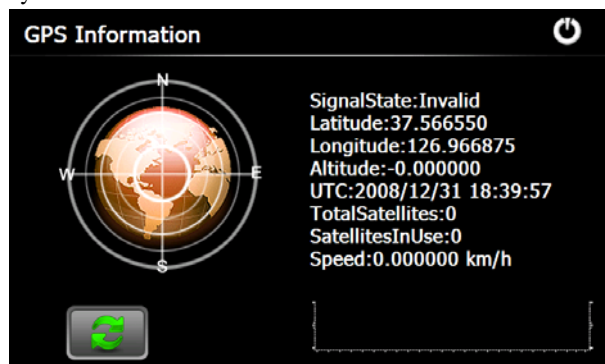 GPS Information
N
W
E
S
SignalState:Invalid
Latitude:37.566550
Longitude:126.966875
Altitude:-0.000000
UTC:2008/12/31 18:39:57
TotalSatellites:0
SatellitesInUse:0
Speed:0.000000 km/h